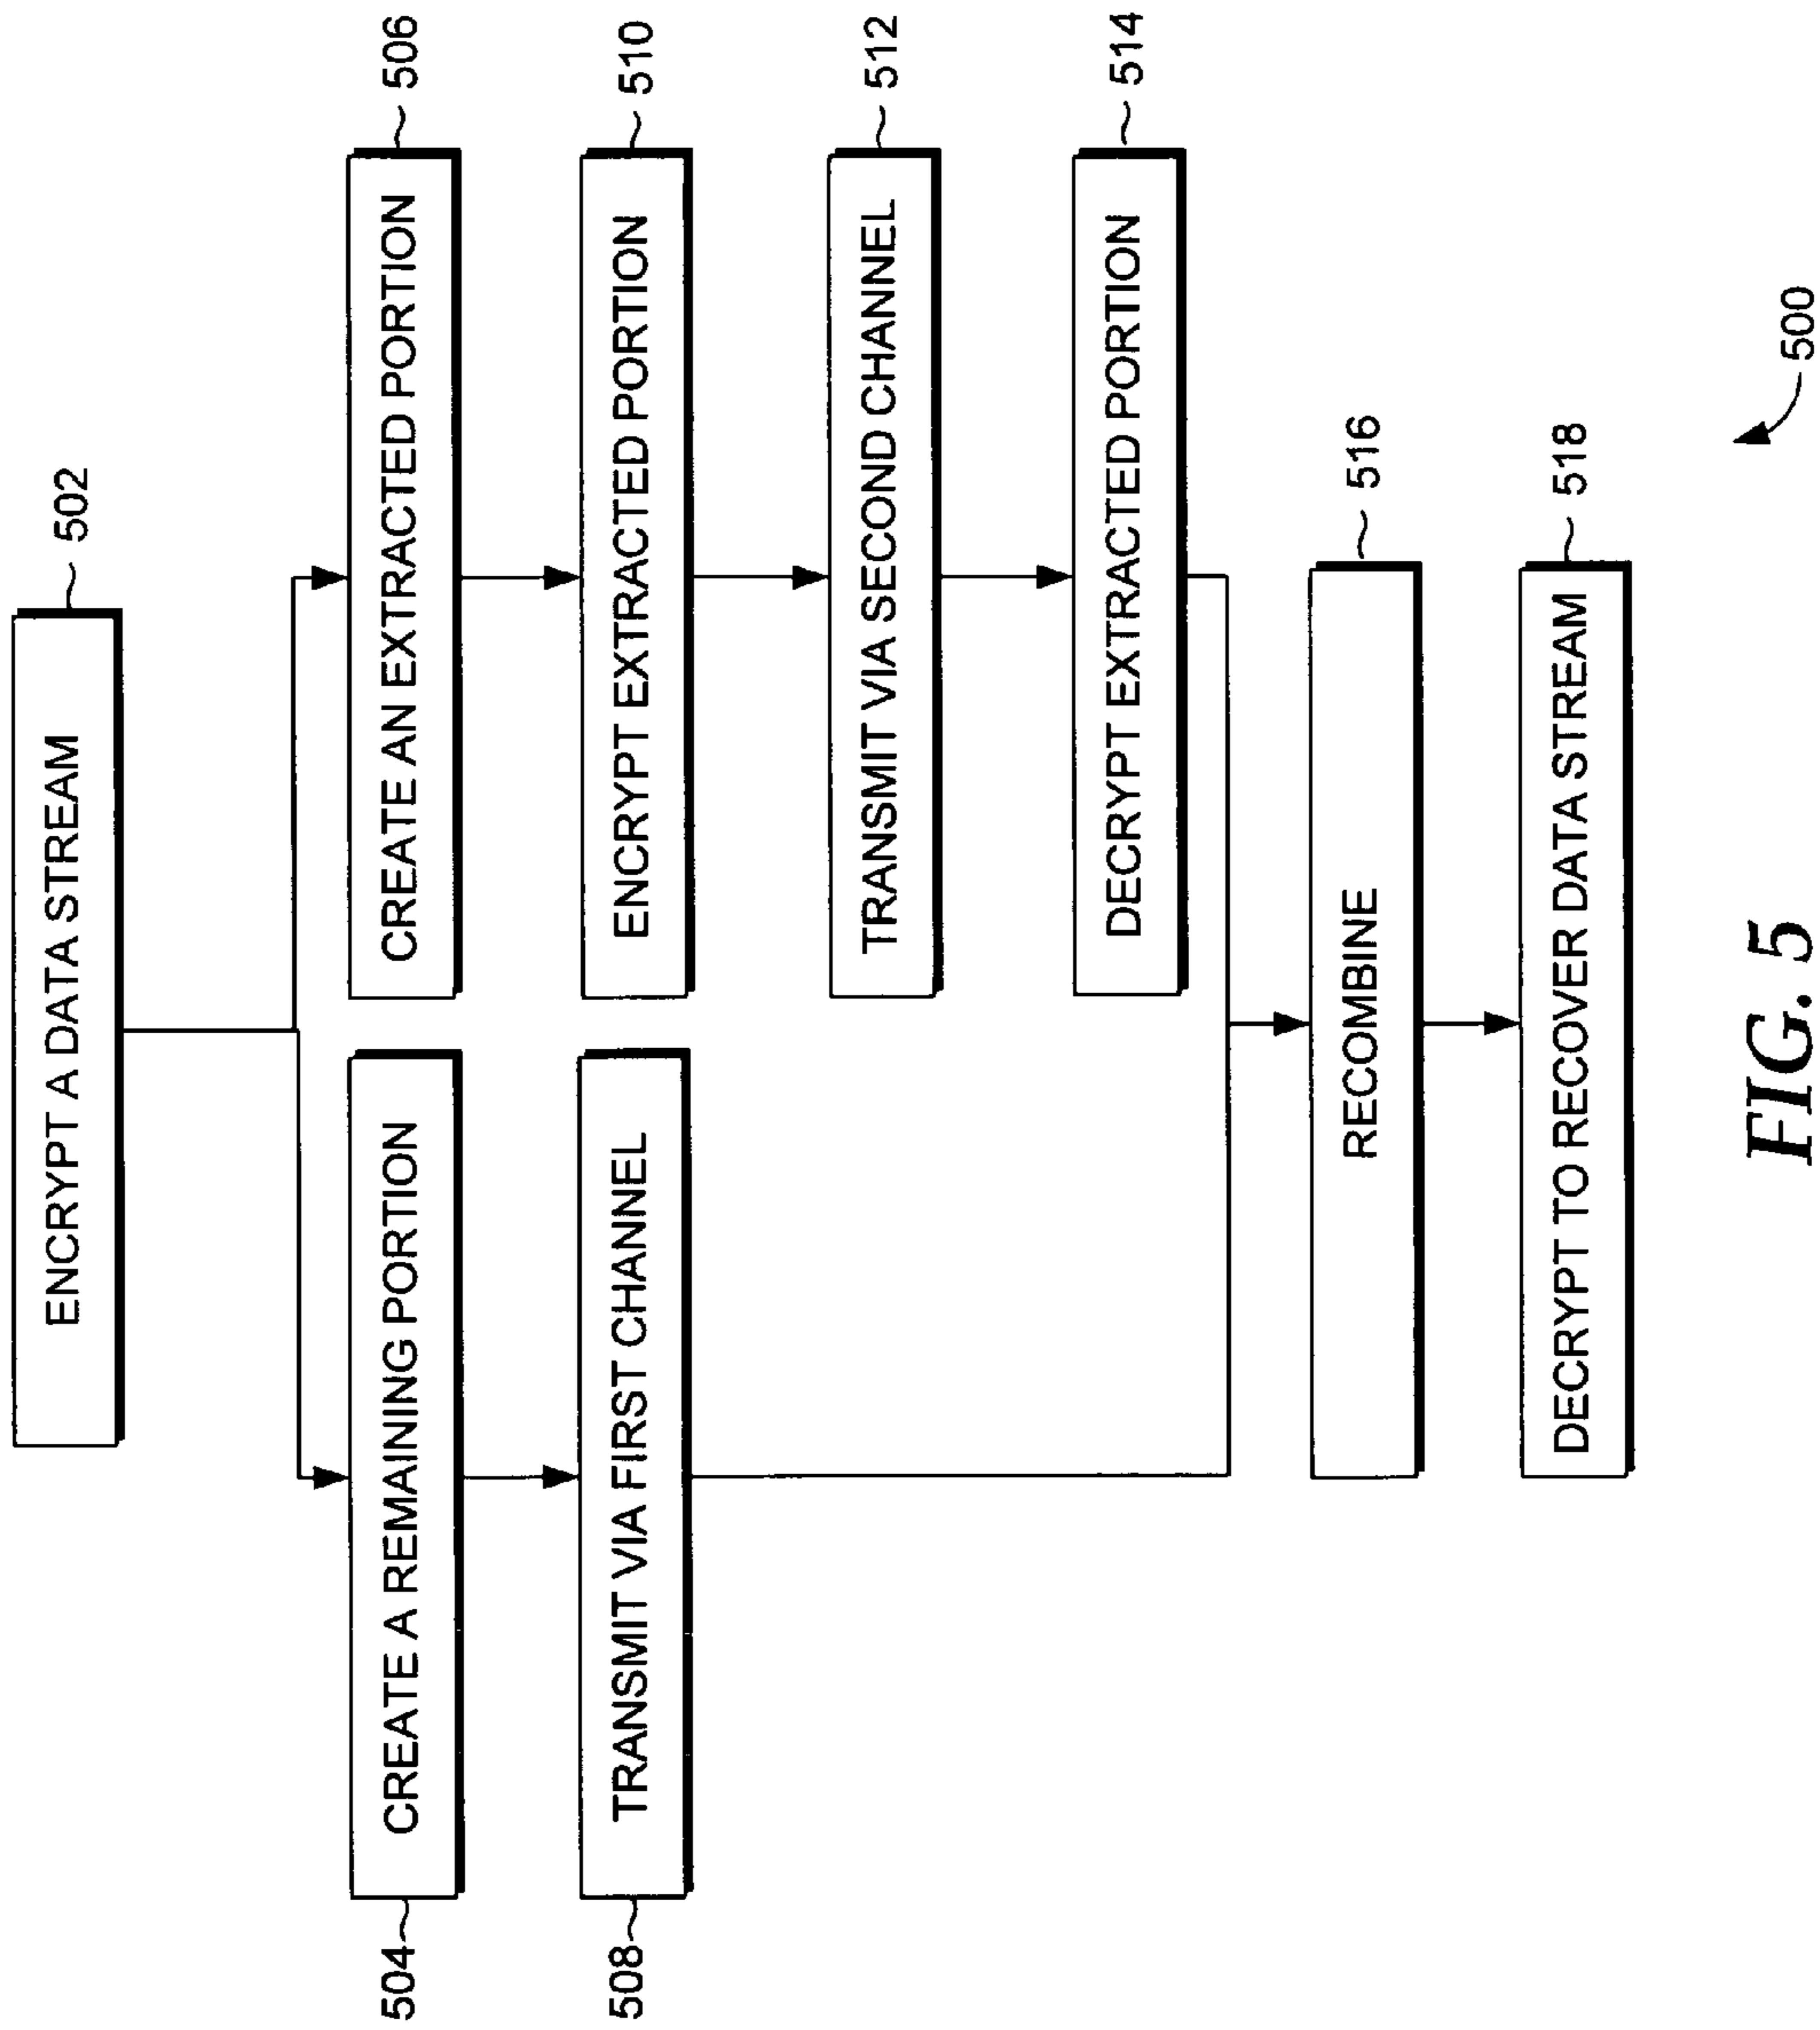 ENCRYPT A DATA STREAM
502
504
CREATE A REMAINING PORTION
CREATE AN EXTRACTED PORTION
506
508
TRANSMIT VIA FIRST CHANNEL
ENCRYPT EXTRACTED PORTION
510
TRANSMIT VIA SECOND CHANNEL
512
DECRYPT EXTRACTED PORTION
514
RECOMBINE
516
DECRYPT TO RECOVER DATA STREAM
518
FIG. 5
500